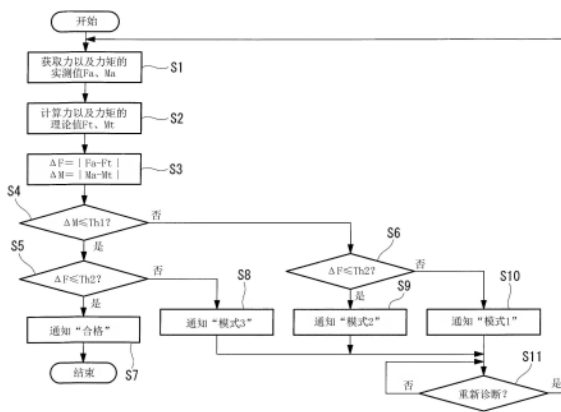 开始
获取力以及力矩的
实测值Fa、Ma
S1
计算力以及力矩的
理论值Ft、Mt
S2
ΔF＝｜Fa-Ft｜
ΔM＝｜Ma-Mt｜
S3
S4
ΔM≤Th1?
否
是
S5
ΔF≤Th2?
否
是
S6
ΔF≤Th2?
否
是
S8
通知“模式3”
S9
通知“模式2”
S10
通知“模式1”
通知“合格”
S7
结束
S11
重新诊断?
否
是